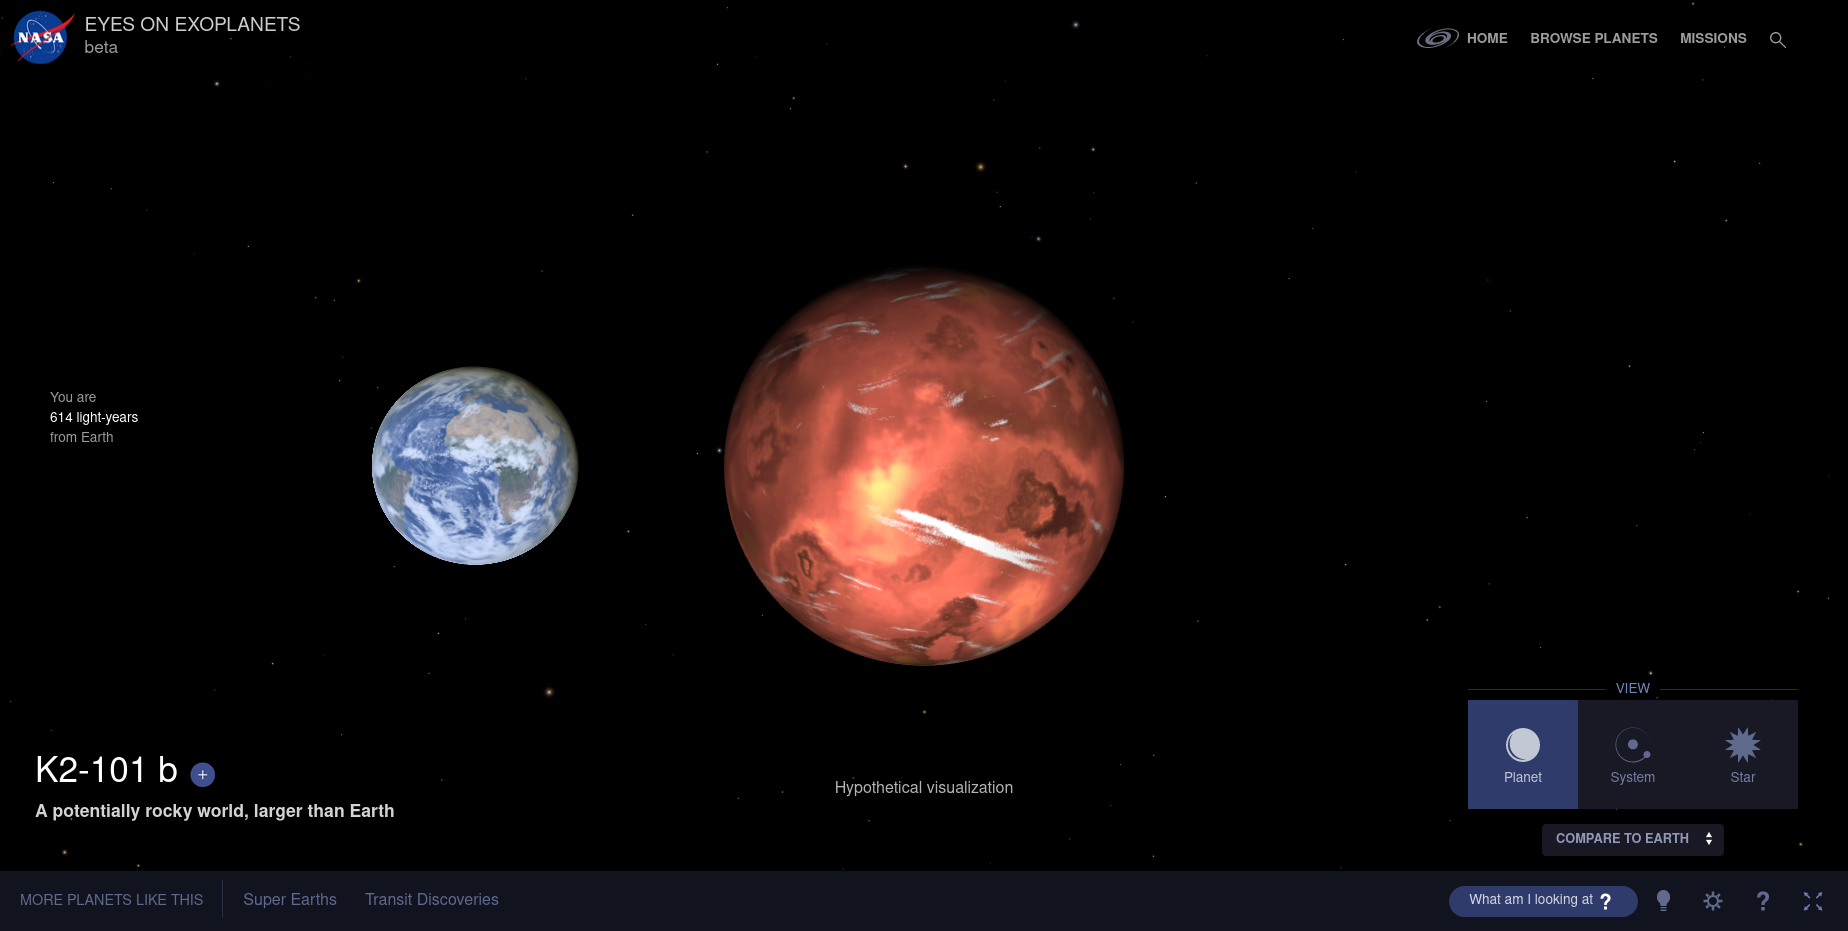 NASA
EYES ON EXOPLANETS
beta
HOME
BROWSE PLANETS
MISSIONS
You are
614 light-years
from Earth
K2-101 b +
A potentially rocky world, larger than Earth
Hypothetical visualization
VIEW
Planet
System
Star
COMPARE TO EARTH
MORE PLANETS LIKE THIS
Super Earths
Transit Discoveries
What am I looking at ?
?